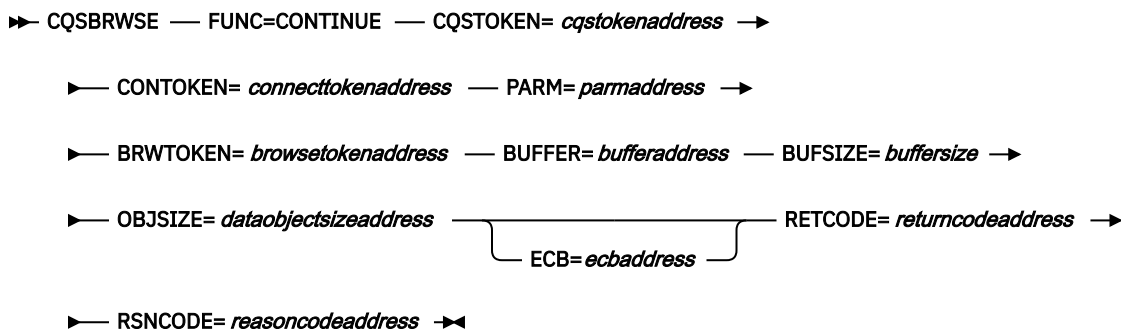 CQSBRWSE FUNC=CONTINUE CQSTOKEN= cqstokenaddress
CONTOKEN= connecttokenaddress PARM= parmaddress
BRWTOKEN= browsetokenaddress BUFFER= bufferaddress BUFSIZE= buffersize
OBJSIZE= dataobjectsizeaddress RETCODE= returncodeaddress
ECB= ecbaddress
RSNCODE= reasoncodeaddress